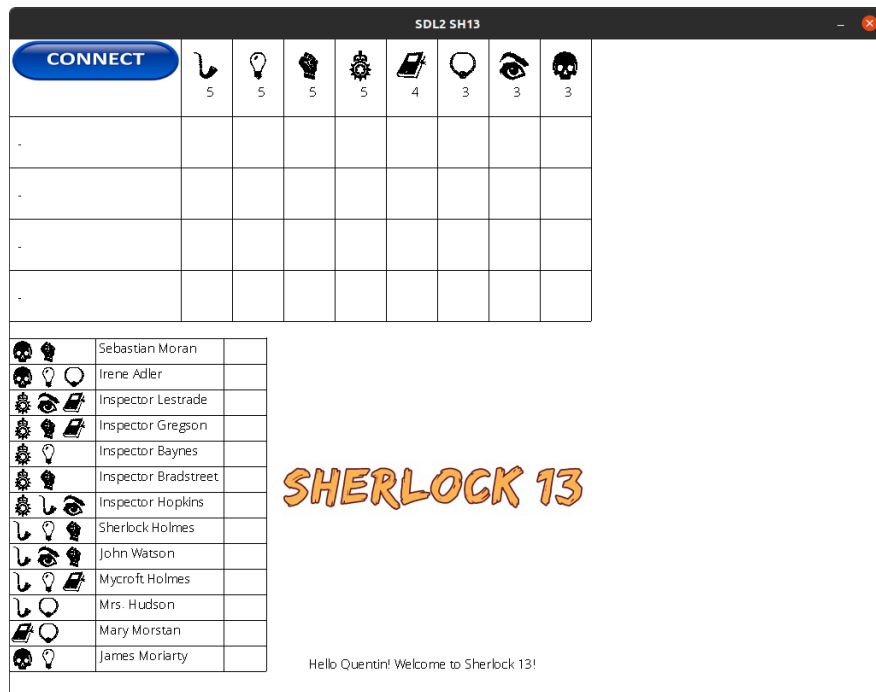 SDL2 SH13
CONNECT
5 5 5 5 4 3 3 3
-
-
-
-
Sebastian Moran
Irene Adler
Inspector Lestrade
Inspector Gregson
Inspector Baynes
Inspector Bradstreet
Inspector Hopkins
Sherlock Holmes
John Watson
Mycroft Holmes
Mrs. Hudson
Mary Morstan
James Moriarty
SHERLOCK 13
Hello Quentin! Welcome to Sherlock 13!